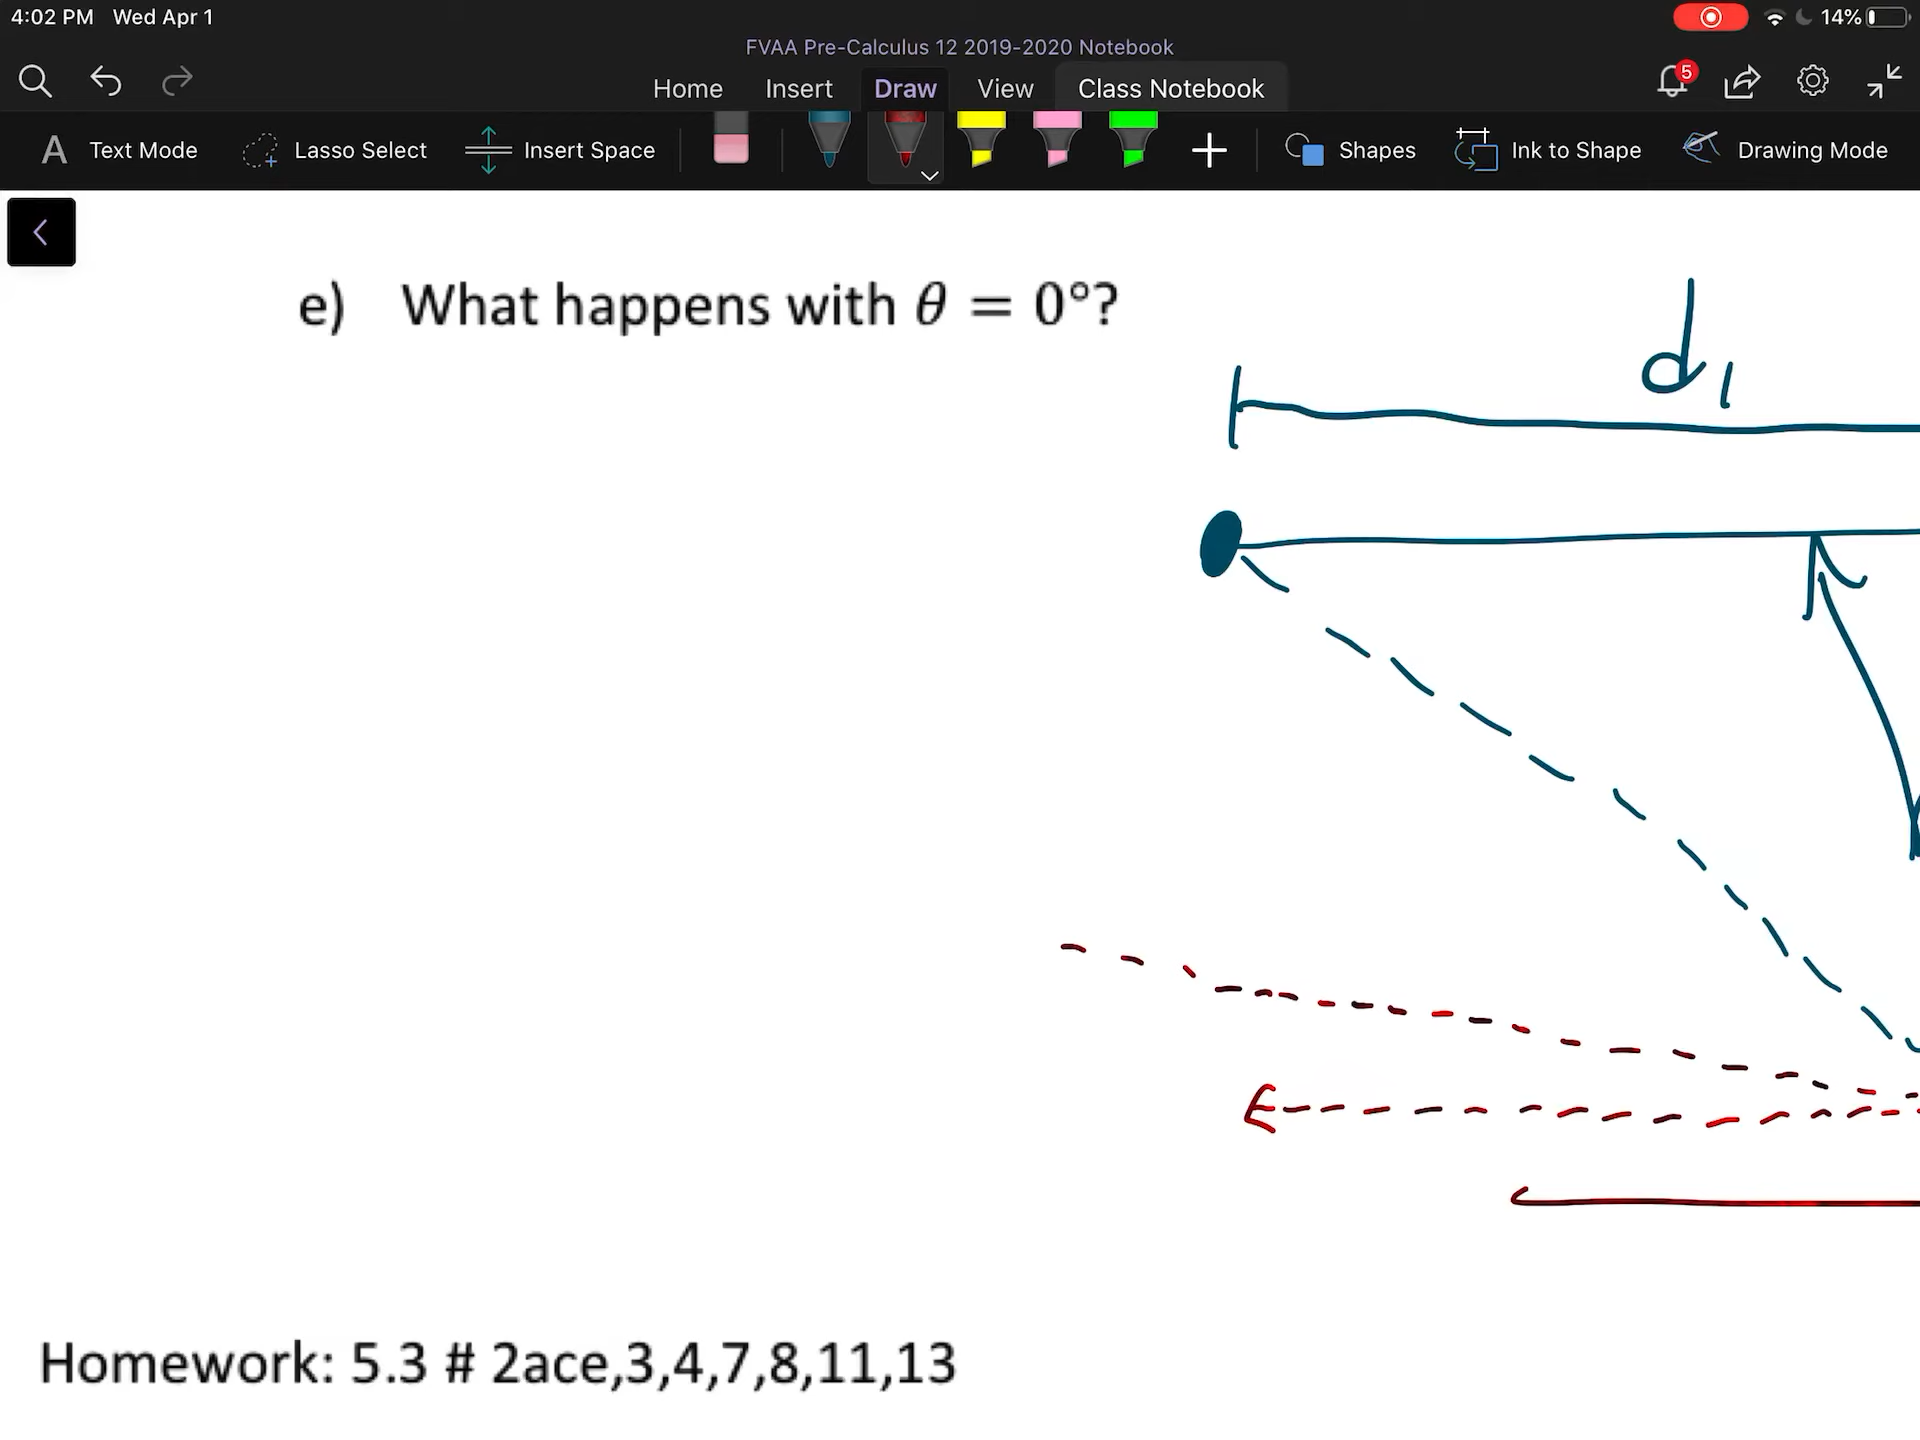 4:02 PM Wed Apr 1
14%
FVAA Pre-Calculus 12 2019-2020 Notebook
Home Insert Draw View Class Notebook
5
A Text Mode Lasso Select Insert Space Shapes Ink to Shape Drawing Mode
e) What happens with θ = 0°?
d₁
Homework: 5.3 # 2ace,3,4,7,8,11,13